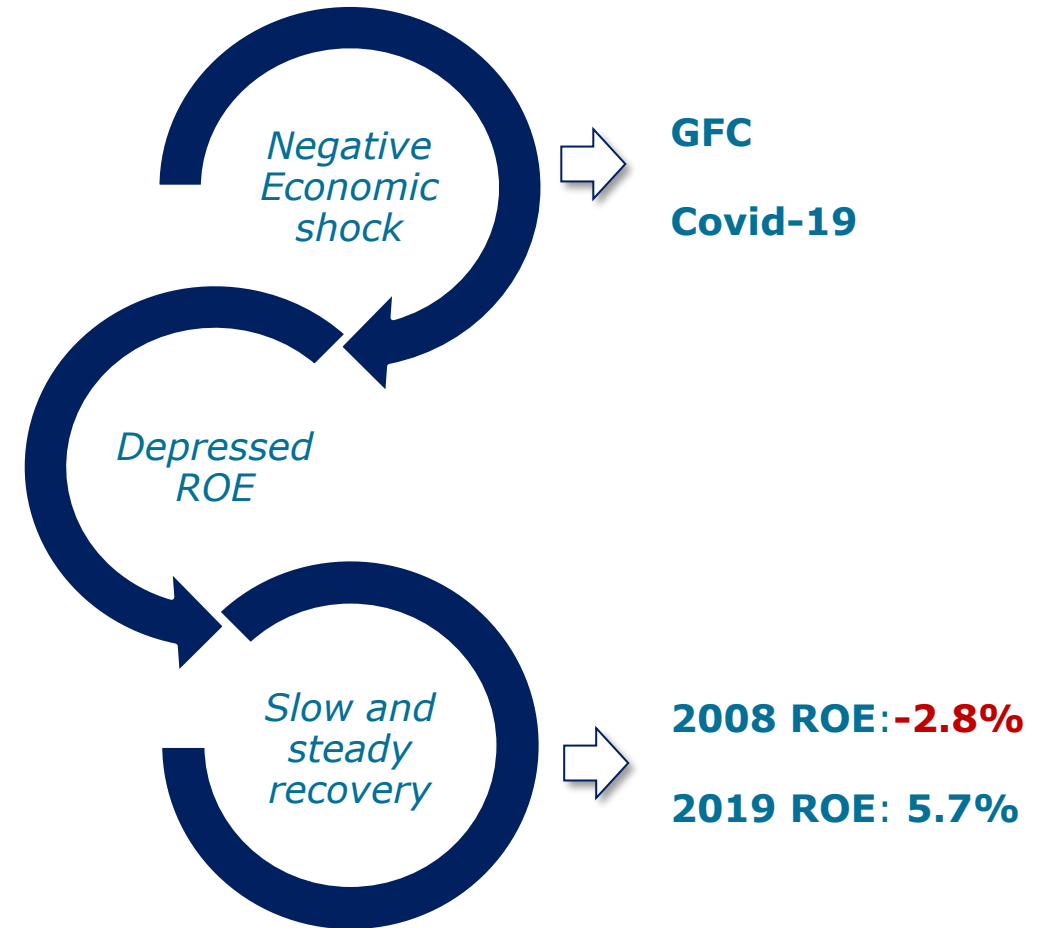 Negative
Economic
shock
GFC
Covid-19
Depressed
ROE
Slow and
steady
recovery
2008 ROE:-2.8%
2019 ROE: 5.7%